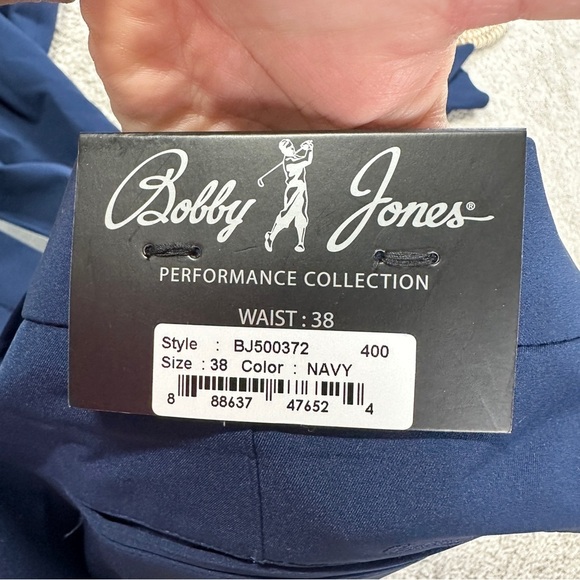 Bobby Jones®
PERFORMANCE COLLECTION
WAIST : 38
Style : BJ500372 400
Size : 38 Color : NAVY
8 88637 47652 4